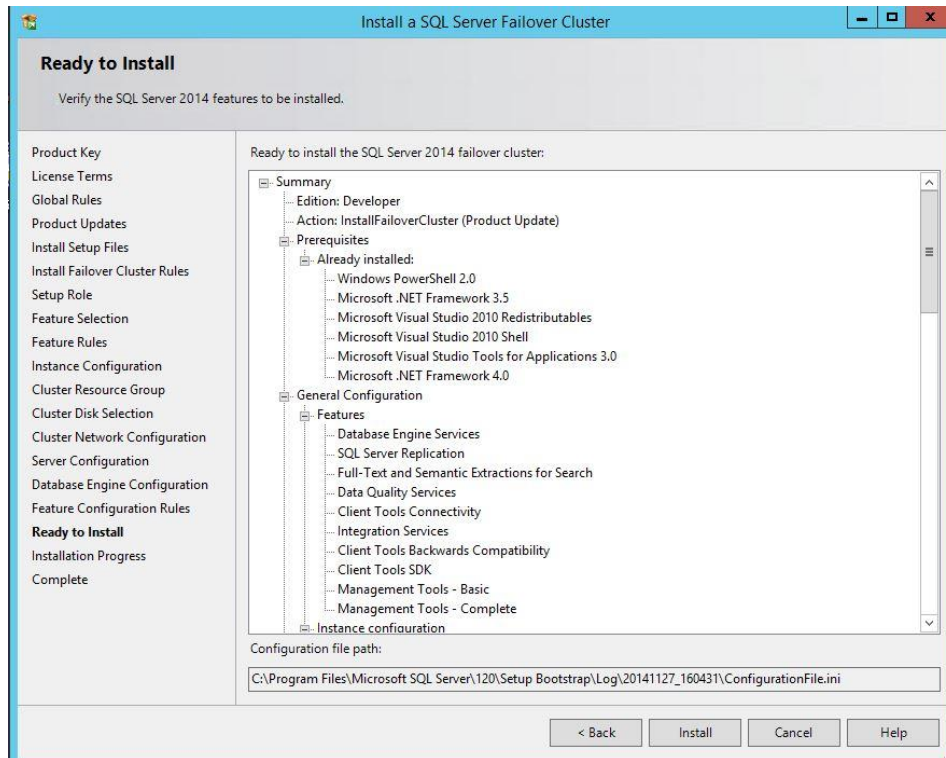 Install a SQL Server Failover Cluster
Ready to Install
Verify the SQL Server 2014 features to be installed.
Product Key
License Terms
Global Rules
Product Updates
Install Setup Files
Install Failover Cluster Rules
Setup Role
Feature Selection
Feature Rules
Instance Configuration
Cluster Resource Group
Cluster Disk Selection
Cluster Network Configuration
Server Configuration
Database Engine Configuration
Feature Configuration Rules
Ready to Install
Installation Progress
Complete
Ready to install the SQL Server 2014 failover cluster:
Summary
Edition: Developer
Action: InstallFailoverCluster (Product Update)
Prerequisites
Already installed:
Windows PowerShell 2.0
Microsoft .NET Framework 3.5
Microsoft Visual Studio 2010 Redistributables
Microsoft Visual Studio 2010 Shell
Microsoft Visual Studio Tools for Applications 3.0
Microsoft .NET Framework 4.0
General Configuration
Features
Database Engine Services
SQL Server Replication
Full-Text and Semantic Extractions for Search
Data Quality Services
Client Tools Connectivity
Integration Services
Client Tools Backwards Compatibility
Client Tools SDK
Management Tools - Basic
Management Tools - Complete
Instance configuration
Configuration file path:
C:\Program Files\Microsoft SQL Server\120\Setup Bootstrap\Log\20141127_160431\ConfigurationFile.ini
< Back
Install
Cancel
Help